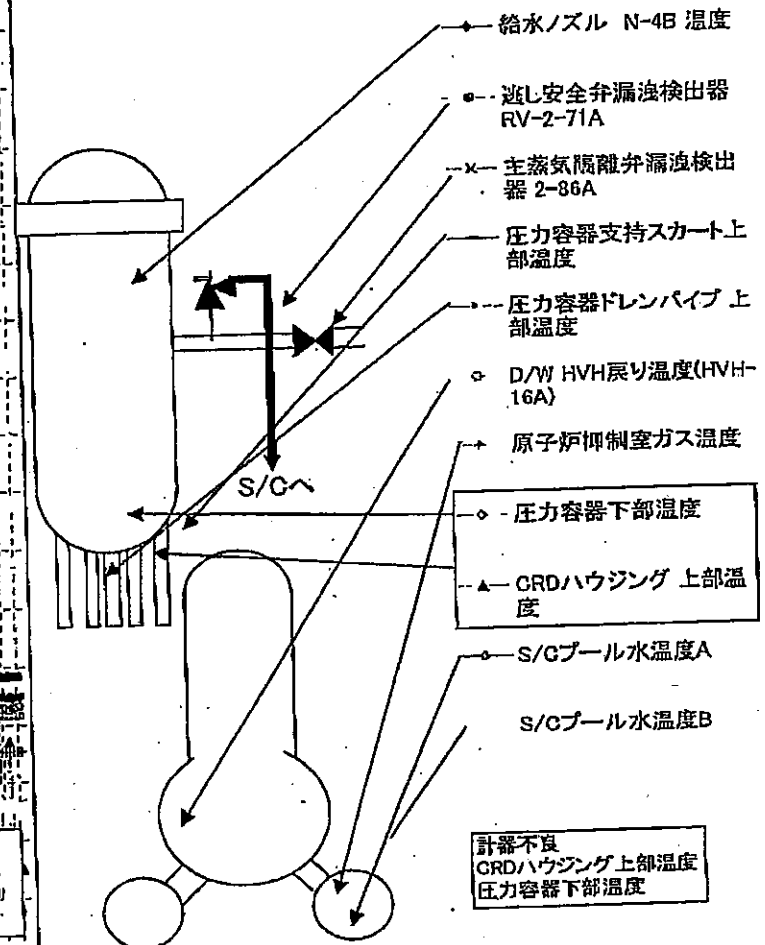 給水ノズル N-4B 温度
逃し安全弁漏洩検出器
RV-2-71A
主蒸気隔離弁漏洩検出
器 2-86A
圧力容器支持スカート上
部温度
圧力容器ドレンパイプ 上
部温度
D/W HVH戻り温度(HVH-
16A)
原子炉抑制室ガス温度
S/Cへ
圧力容器下部温度
CRDハウジング 上部温
度
S/Cプール水温度A
S/Cプール水温度B
計器不良
CRDハウジング上部温度
圧力容器下部温度